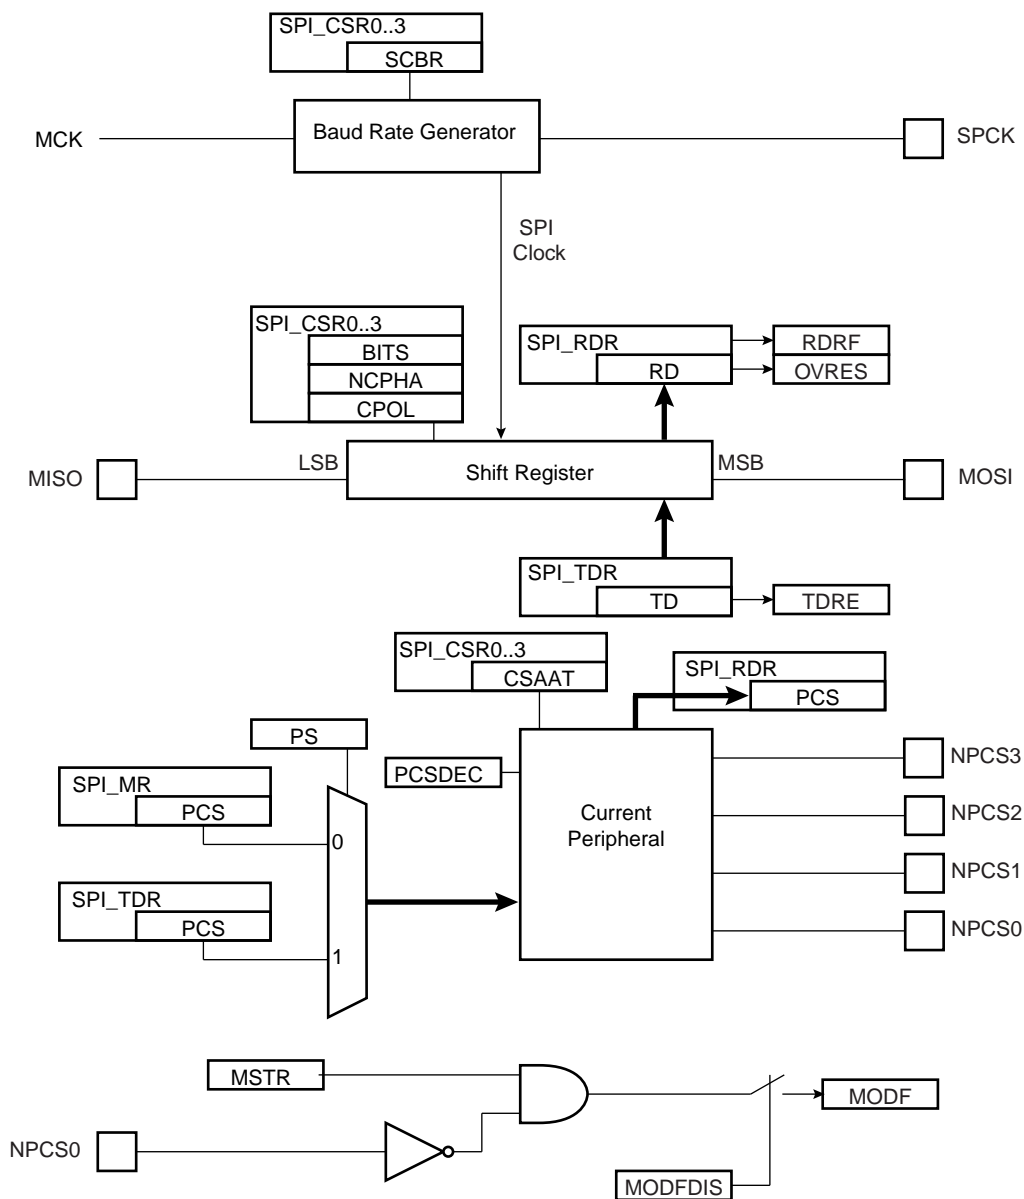 SPI_CSR0..3
SCBR
MCK
Baud Rate Generator
SPCK
SPI
Clock
SPI_CSR0..3
BITS
NCPHA
CPOL
SPI_RDR
RD
RDRF
OVRES
MISO
LSB
Shift Register
MSB
MOSI
SPI_TDR
TD
TDRE
SPI_CSR0..3
CSAAT
SPI_RDR
PCS
PS
PCSDEC
Current
Peripheral
NPCS3
NPCS2
NPCS1
NPCS0
SPI_MR
PCS
0
SPI_TDR
PCS
1
MSTR
MODF
NPCS0
MODFDIS